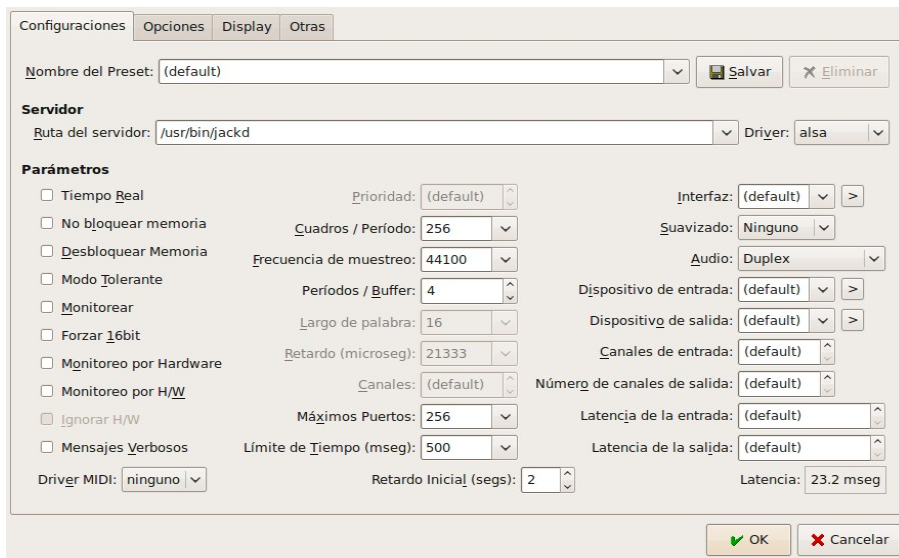 Configuraciones Opciones Display Otras
Nombre del Preset: (default) Salvar Eliminar
Servidor
Ruta del servidor: /usr/bin/jackd Driver: alsa
Parámetros
Tiempo Real Prioridad: (default) Interfaz: (default) >
No bloquear memoria Cuadros / Período: 256 Suavizado: Ninguno
Desbloquear Memoria Frecuencia de muestreo: 44100 Audio: Duplex
Modo Tolerante Períodos / Buffer: 4 Dispositivo de entrada: (default) >
Monitorear Largo de palabra: 16 Dispositivo de salida: (default) >
Forzar 16bit Retardo (microseg): 21333 Canales de entrada: (default)
Monitoreo por Hardware Canales: (default) Número de canales de salida: (default)
Monitoreo por H/W Máximos Puertos: 256 Latencia de la entrada: (default)
Ignorar H/W Límite de Tiempo (mseg): 500 Latencia de la salida: (default)
Mensajes Verbosos
Driver MIDI: ninguno Retardo Inicial (segs): 2 Latencia: 23.2 mseg
OK Cancelar